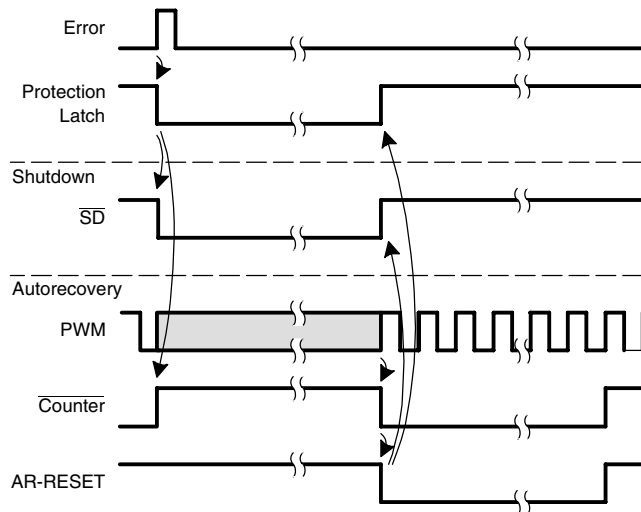 Error
Protection
Latch
Shutdown
SD
Autorecovery
PWM
Counter
AR-RESET